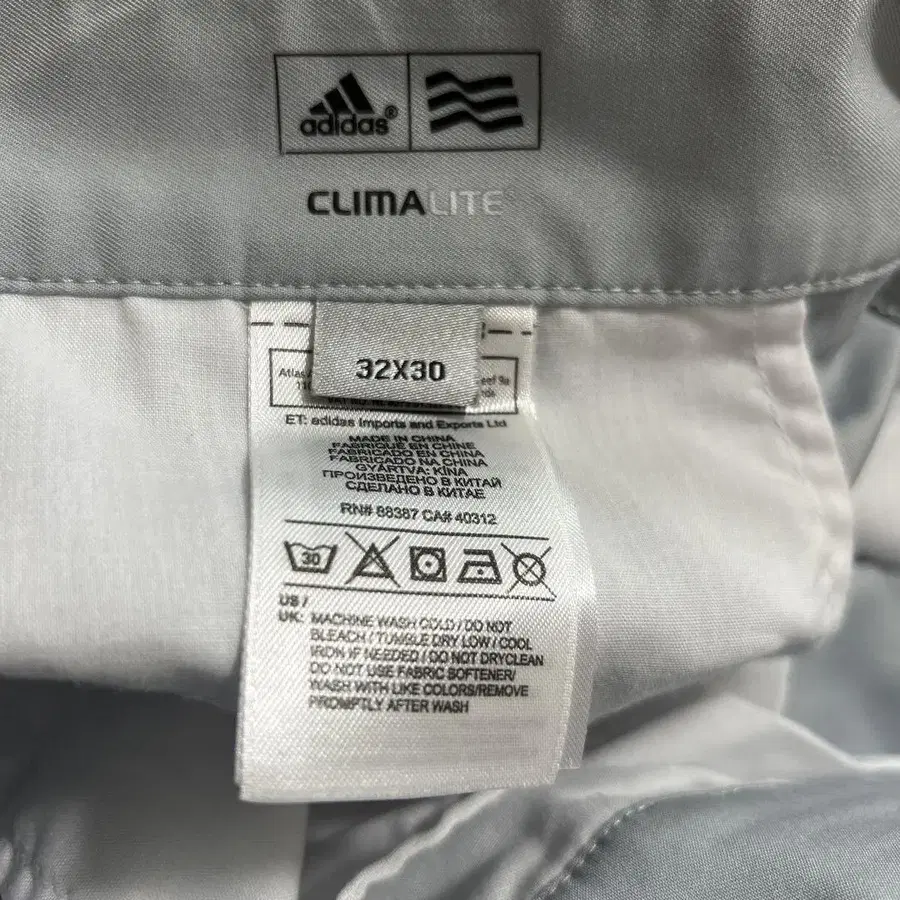 adidas®
CLIMALITE
32X30
Atlas
ET: adidas Imports and Exports Ltd
MADE IN CHINA
FABRIQUÉ EN CHINE
FABRICADO EN CHINA
FABRICADO NA CHINA
GYÁRTVA: KÍNA
ПРОИЗВЕДЕНО В КИТАЙ
СДЕЛАНО В КИТАЕ
RN# 88387 CA# 40312
30
US /
UK: MACHINE WASH COLD / DO NOT
BLEACH / TUMBLE DRY LOW / COOL
IRON IF NEEDED / DO NOT DRYCLEAN
DO NOT USE FABRIC SOFTENER/
WASH WITH LIKE COLORS/REMOVE
PROMPTLY AFTER WASH